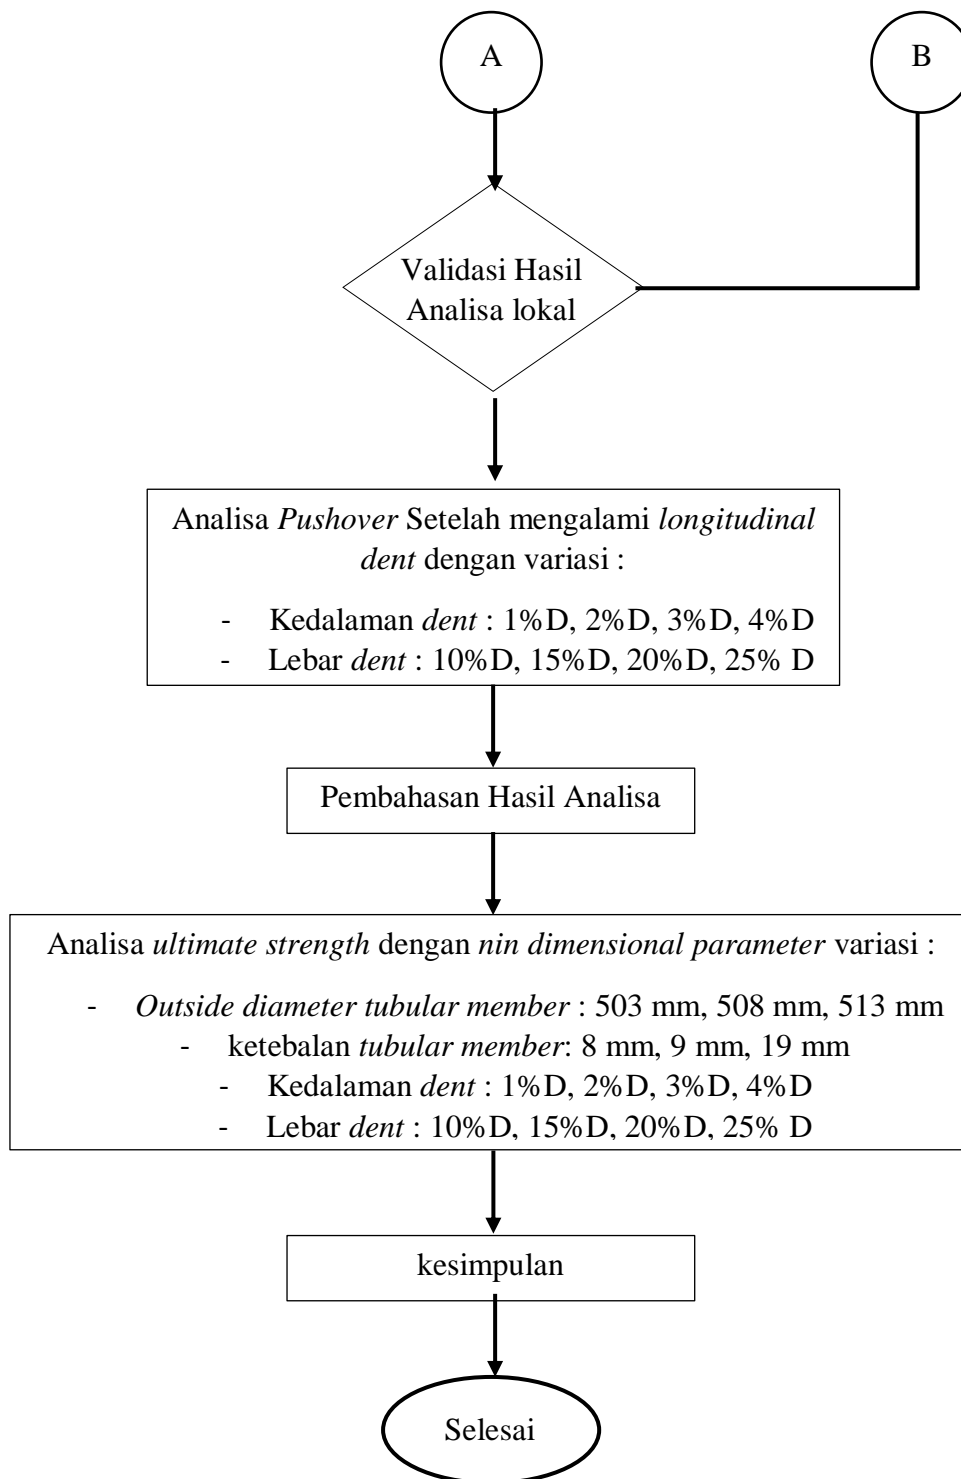 A
B
Validasi Hasil
Analisa lokal
Analisa Pushover Setelah mengalami longitudinal
dent dengan variasi :
- Kedalaman dent : 1%D, 2%D, 3%D, 4%D
- Lebar dent : 10%D, 15%D, 20%D, 25% D
Pembahasan Hasil Analisa
Analisa ultimate strength dengan nin dimensional parameter variasi :
- Outside diameter tubular member : 503 mm, 508 mm, 513 mm
- ketebalan tubular member: 8 mm, 9 mm, 19 mm
- Kedalaman dent : 1%D, 2%D, 3%D, 4%D
- Lebar dent : 10%D, 15%D, 20%D, 25% D
kesimpulan
Selesai